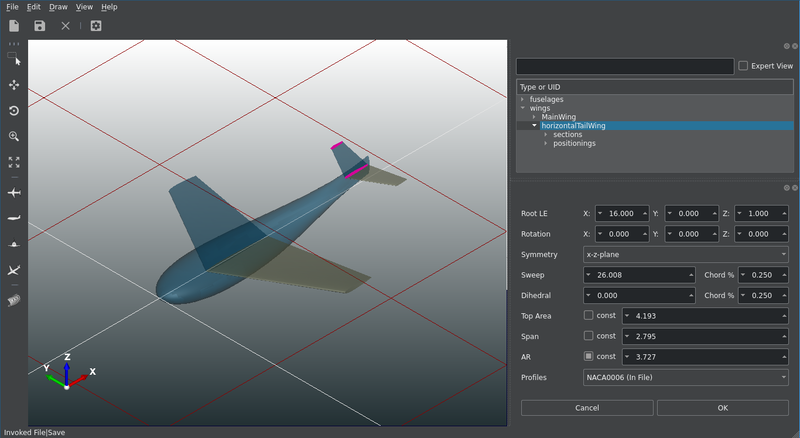 File Edit Draw View Help
Expert View
Type or UID
fuselages
wings
MainWing
horizontalTailWing
sections
positionings
Root LE X: 16.000 Y: 0.000 Z: 1.000
Rotation X: 0.000 Y: 0.000 Z: 0.000
Symmetry x-z-plane
Sweep 26.008 Chord % 0.250
Dihedral 0.000 Chord % 0.250
Top Area const 4.193
Span const 2.795
AR const 3.727
Profiles NACA0006 (In File)
Cancel OK
Z
Y X
Invoked File|Save